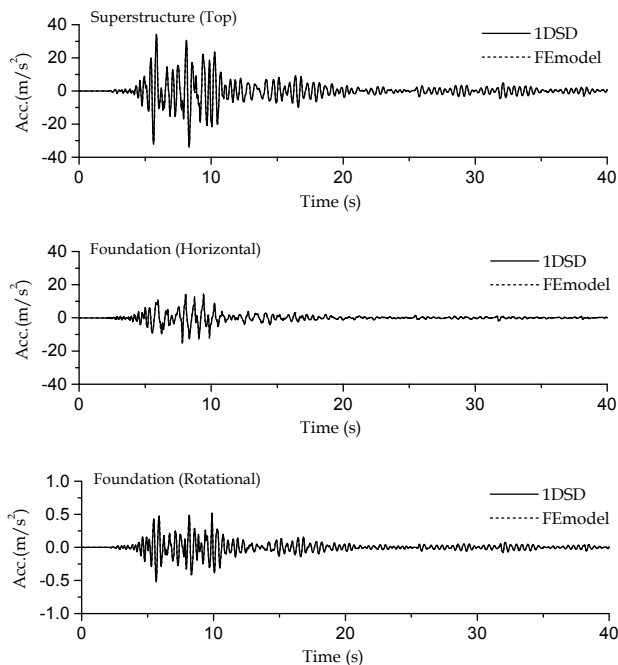 Superstructure (Top)
1DSD
FEmodel
Acc.(m/s²)
40
20
0
-20
-40
0 10 20 30 40
Time (s)
Foundation (Horizontal)
1DSD
FEmodel
Acc.(m/s²)
40
20
0
-20
-40
0 10 20 30 40
Time (s)
Foundation (Rotational)
1DSD
FEmodel
Acc.(m/s²)
1.0
0.5
0.0
-0.5
-1.0
0 10 20 30 40
Time (s)